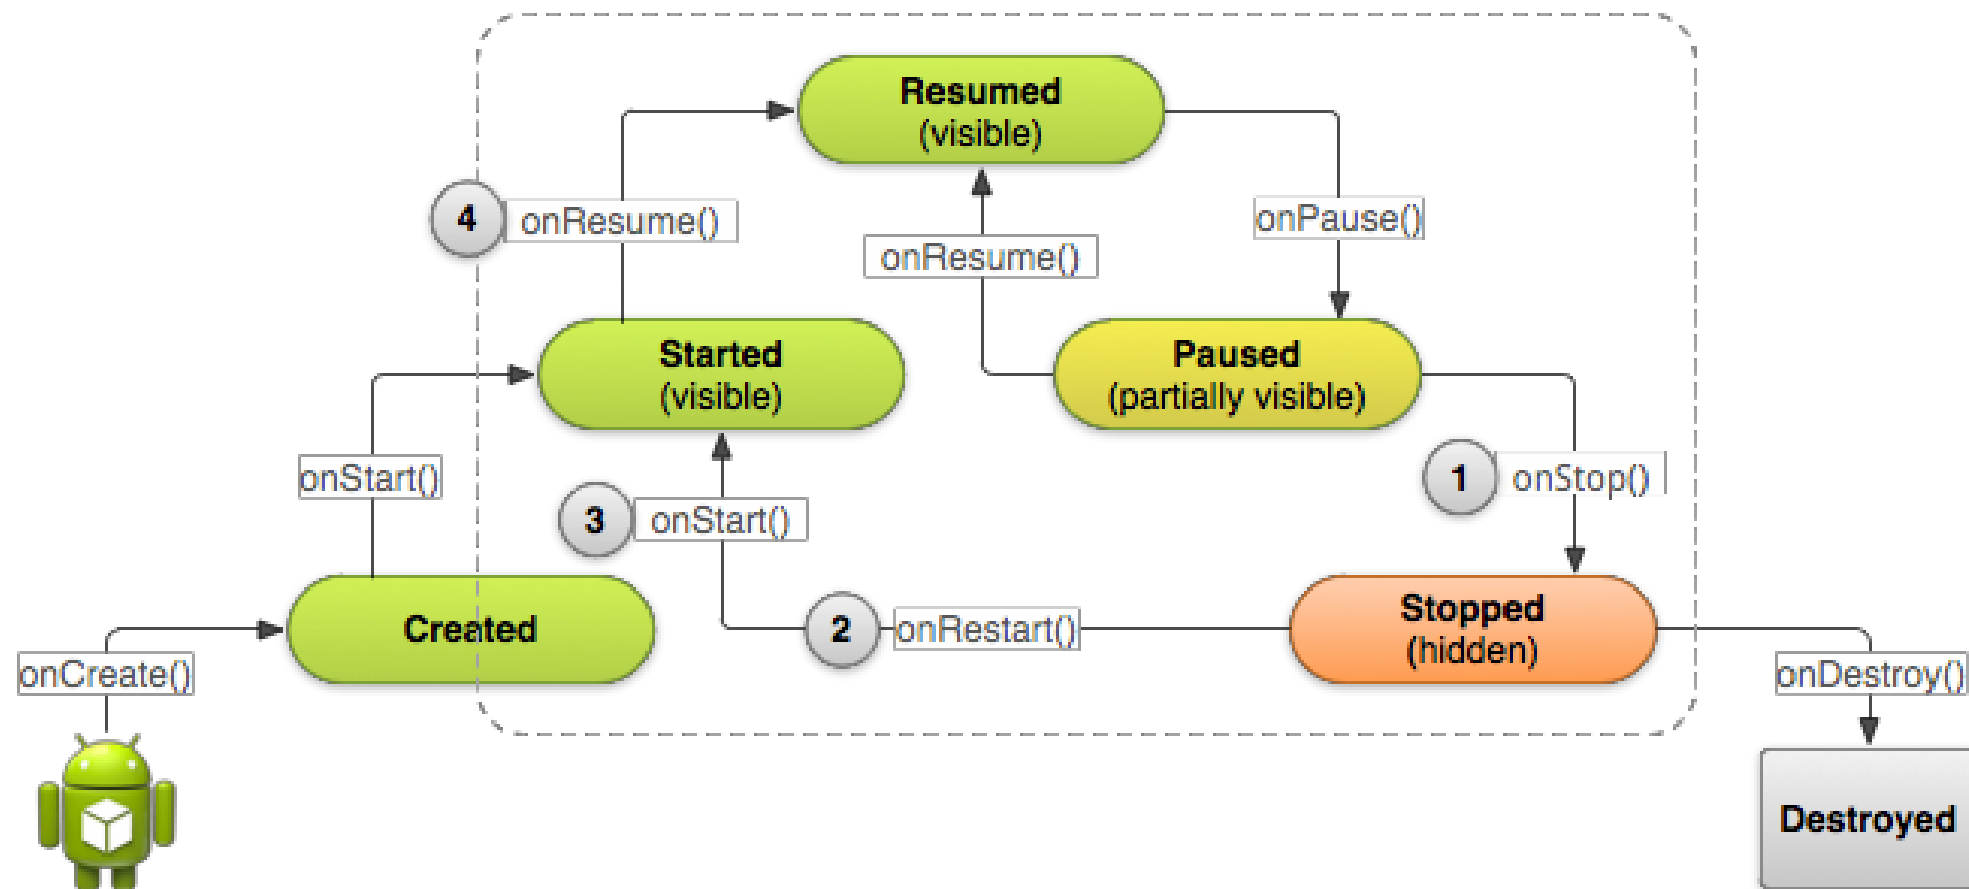 Resumed
(visible)
4
onResume()
onPause()
onResume()
Started
(visible)
Paused
(partially visible)
onStart()
3
onStart()
1
onStop()
Created
2
onRestart()
Stopped
(hidden)
onCreate()
onDestroy()
Destroyed